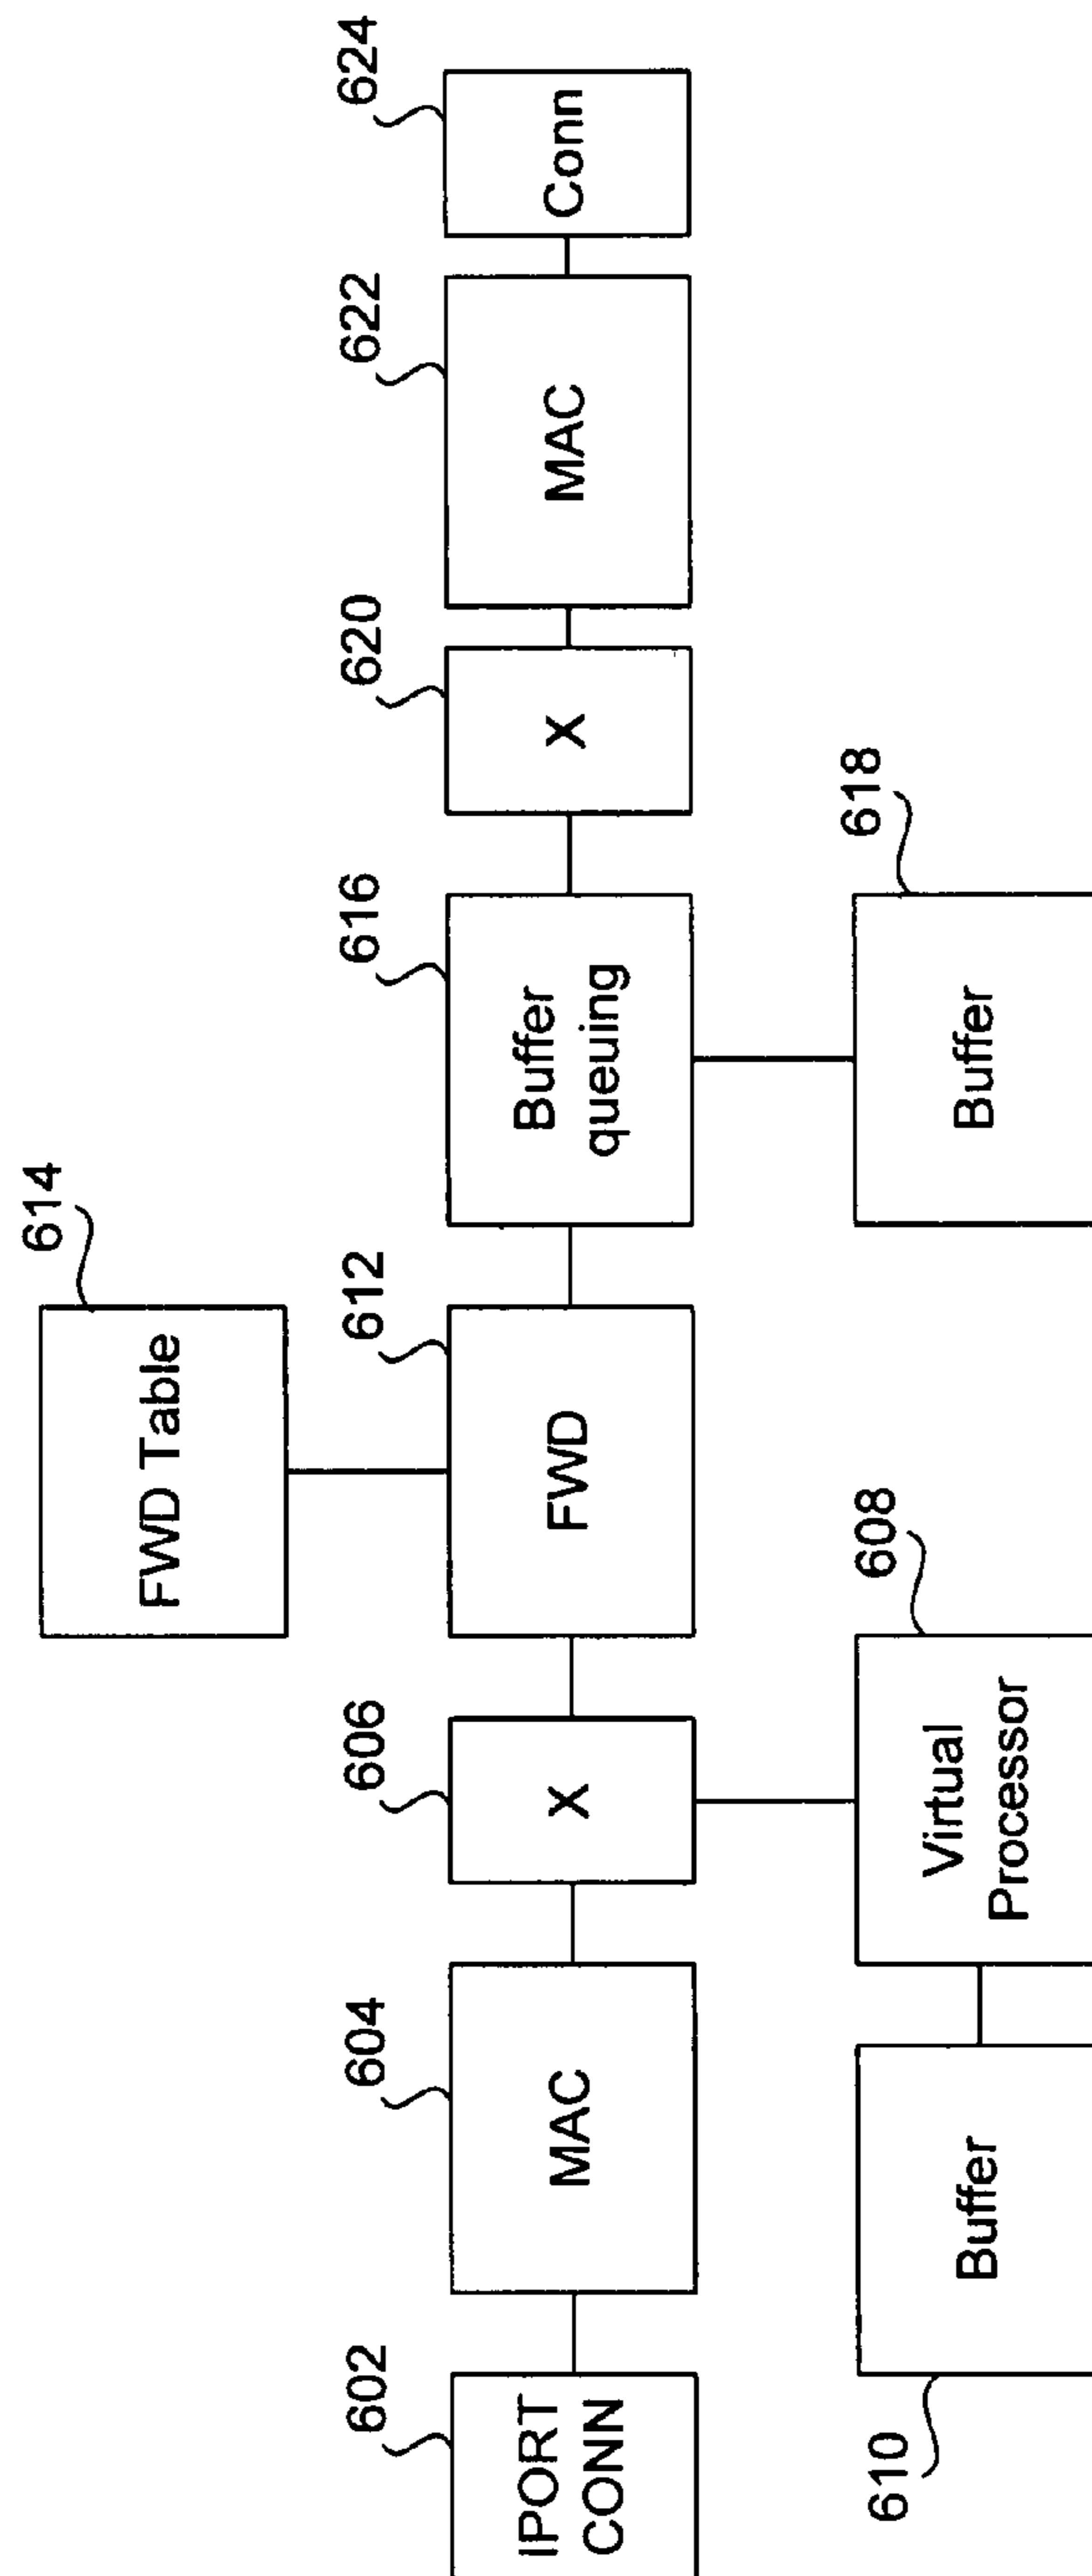 614
FWD Table
602
IPORT
CONN
604
MAC
606
X
612
FWD
616
Buffer
queuing
620
X
622
MAC
624
Conn
610
Buffer
608
Virtual
Processor
618
Buffer